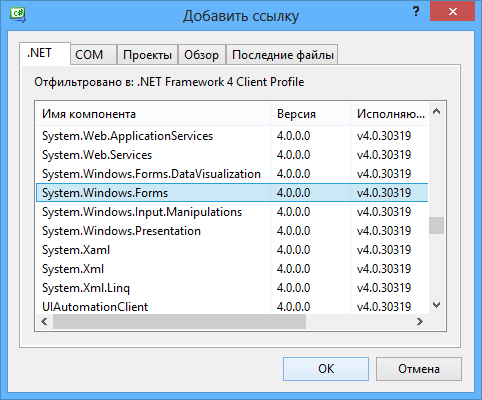 C#
Добавить ссылку
? ×
.NET COM Проекты Обзор Последние файлы
Отфильтровано в: .NET Framework 4 Client Profile
Имя компонента Версия Исполняю...
System.Web.ApplicationServices 4.0.0.0 v4.0.30319
System.Web.Services 4.0.0.0 v4.0.30319
System.Windows.Forms.DataVisualization 4.0.0.0 v4.0.30319
System.Windows.Forms 4.0.0.0 v4.0.30319
System.Windows.Input.Manipulations 4.0.0.0 v4.0.30319
System.Windows.Presentation 4.0.0.0 v4.0.30319
System.Xaml 4.0.0.0 v4.0.30319
System.Xml 4.0.0.0 v4.0.30319
System.Xml.Linq 4.0.0.0 v4.0.30319
UIAutomationClient 4.0.0.0 v4.0.30319
OK Отмена